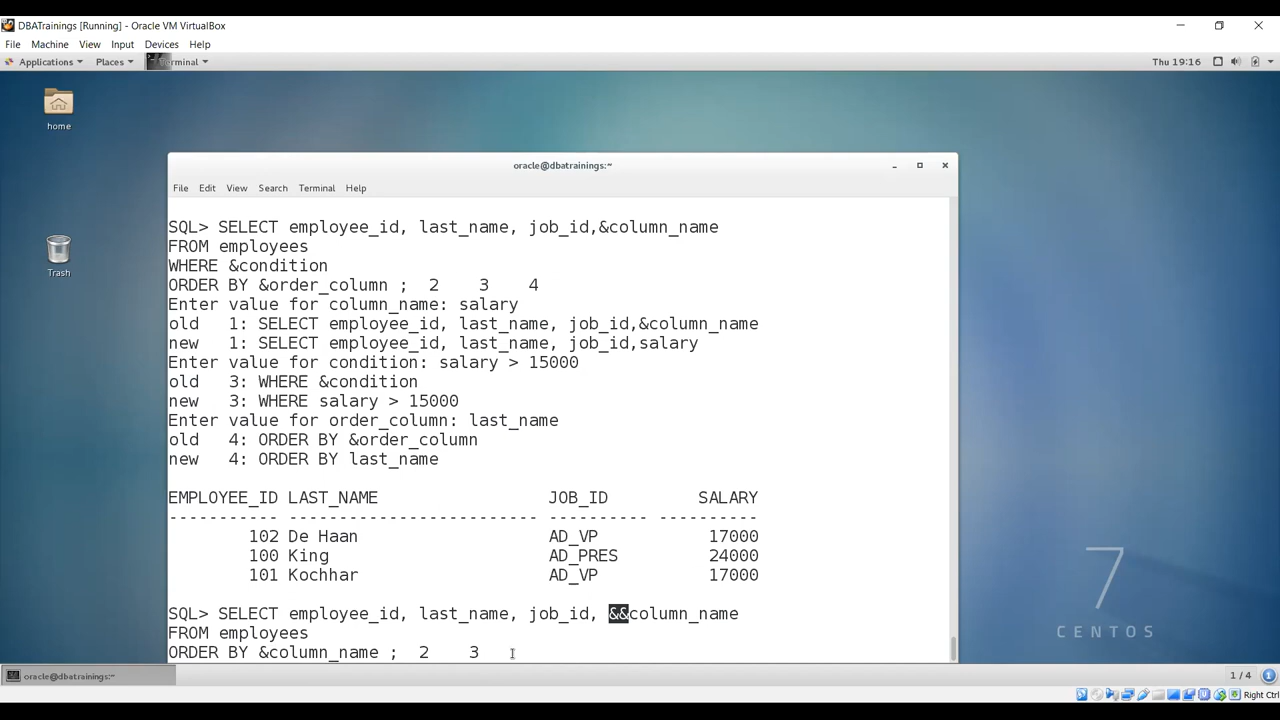 DBATrainings [Running] - Oracle VM VirtualBox
File Machine View Input Devices Help
Applications Places Terminal Thu 19:16
home
Trash
oracle@dbatrainings:~
File Edit View Search Terminal Help
SQL> SELECT employee_id, last_name, job_id,&column_name
FROM employees
WHERE &condition
ORDER BY &order_column ; 2 3 4
Enter value for column_name: salary
old 1: SELECT employee_id, last_name, job_id,&column_name
new 1: SELECT employee_id, last_name, job_id,salary
Enter value for condition: salary > 15000
old 3: WHERE &condition
new 3: WHERE salary > 15000
Enter value for order_column: last_name
old 4: ORDER BY &order_column
new 4: ORDER BY last_name
EMPLOYEE_ID LAST_NAME JOB_ID SALARY
----------- ------------------------- ---------- ----------
102 De Haan AD_VP 17000
100 King AD_PRES 24000
101 Kochhar AD_VP 17000
SQL> SELECT employee_id, last_name, job_id, &&column_name
FROM employees
ORDER BY &column_name ; 2 3
7
CENTOS
oracle@dbatrainings:~ 1 / 4 1
Right Ctrl